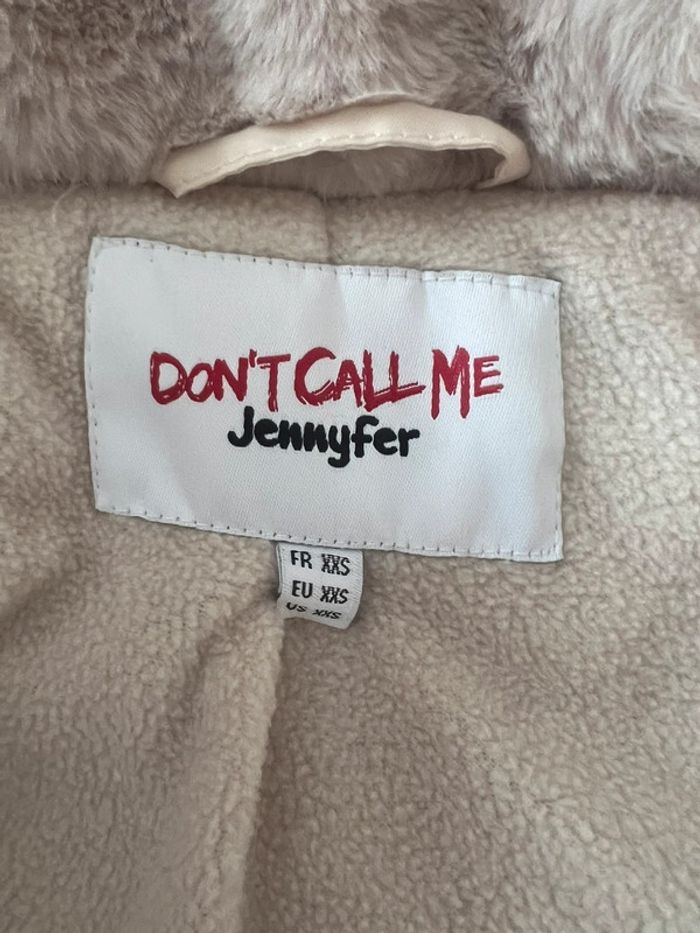 DON'T CALL ME
Jennyfer
FR XXS
EU XXS
US XXS